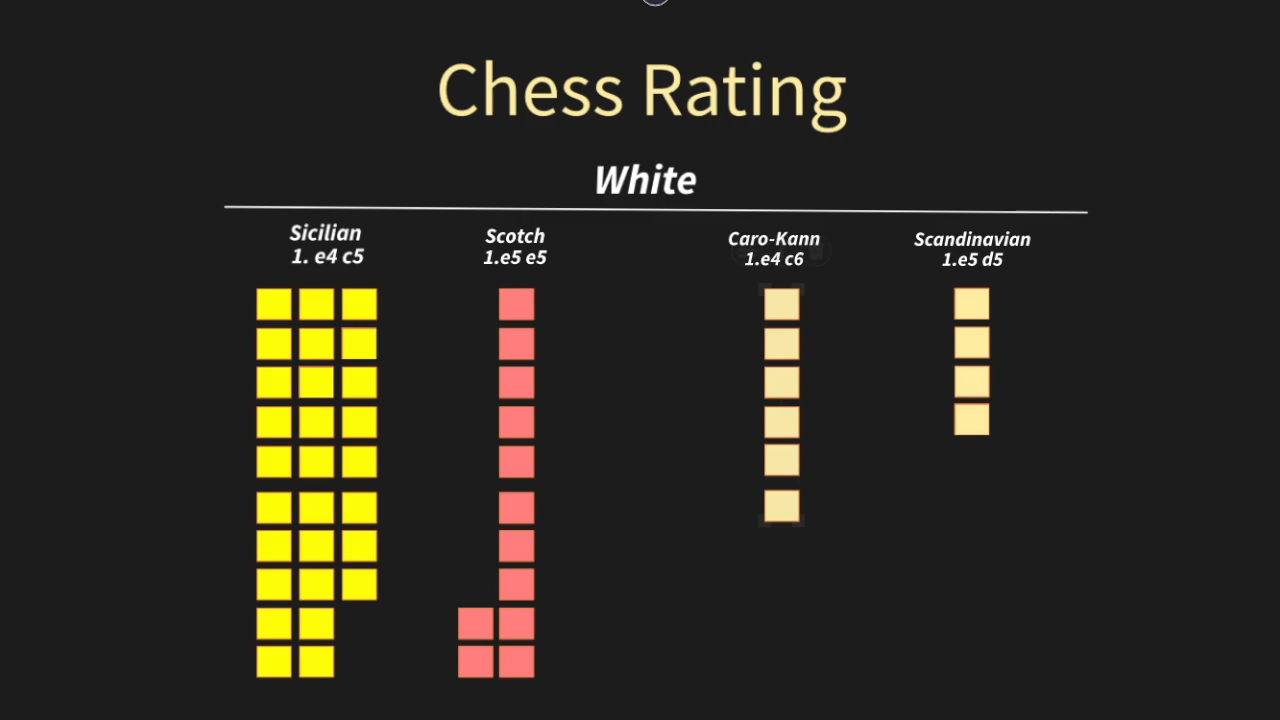 Chess Rating
White
Sicilian
1. e4 c5
Scotch
1.e5 e5
Caro-Kann
1.e4 c6
Scandinavian
1.e5 d5